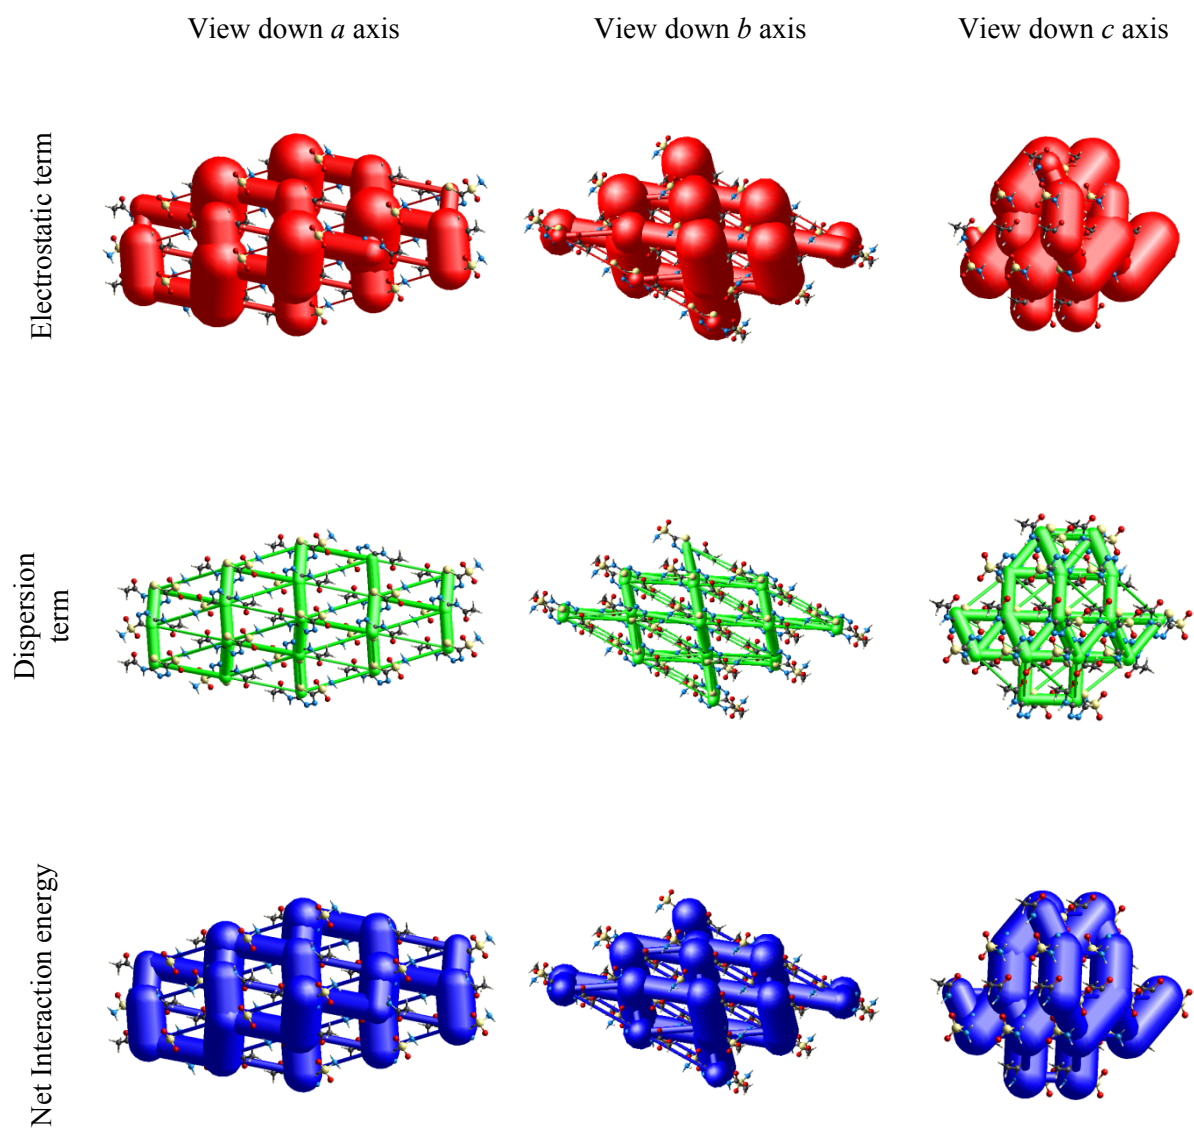 View down a axis
View down b axis
View down c axis
Electrostatic term
Dispersion
term
Net Interaction energy